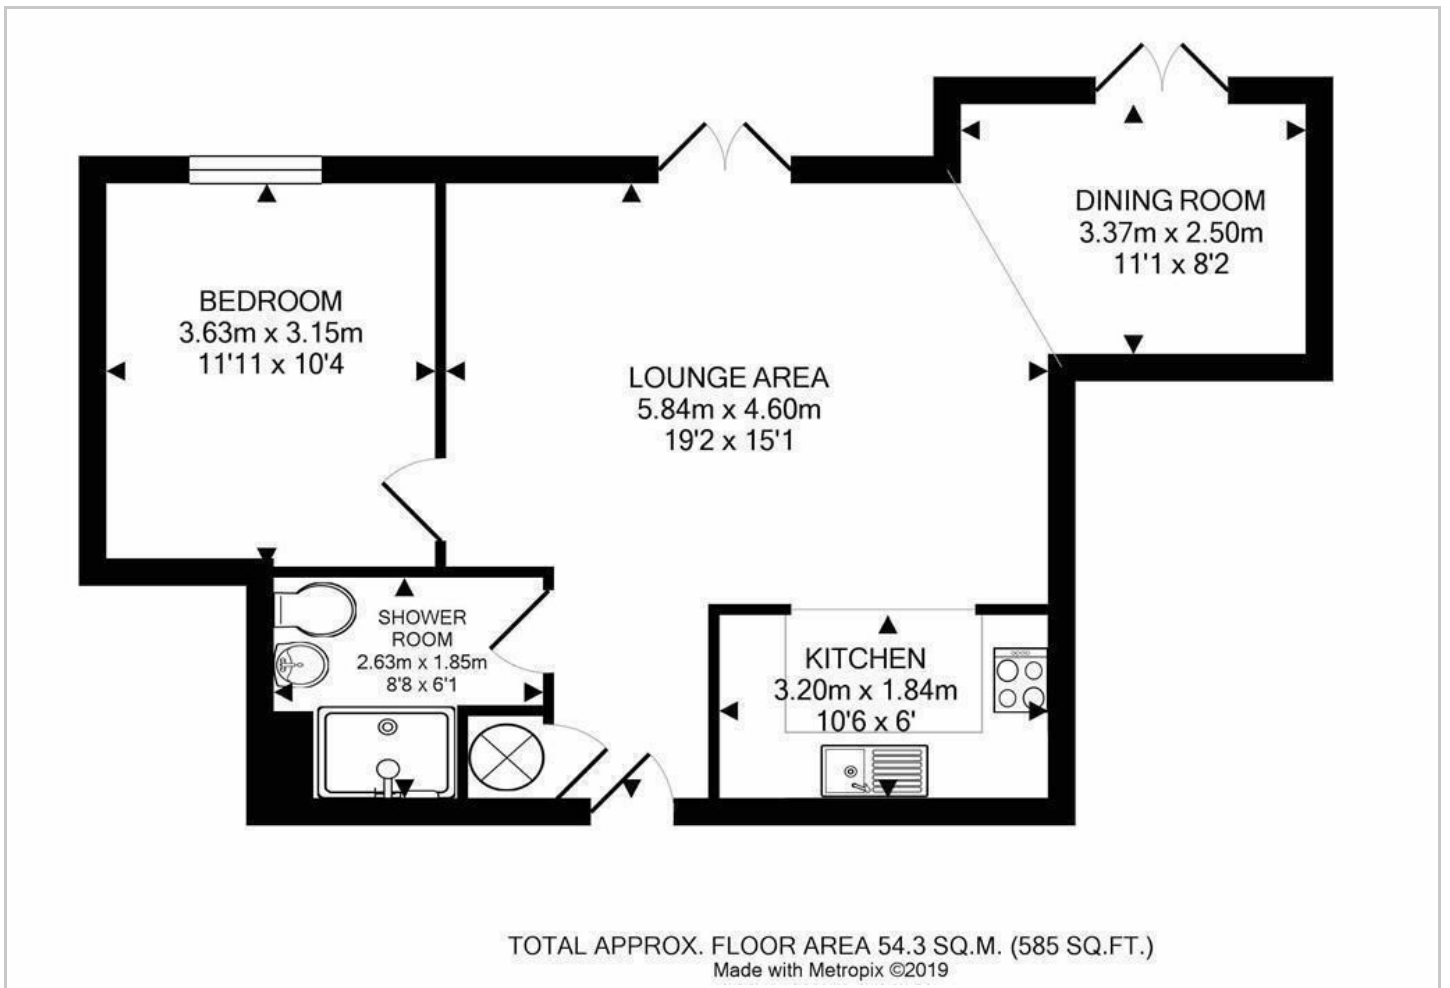 DINING ROOM
3.37m x 2.50m
11'1 x 8'2
BEDROOM
3.63m x 3.15m
11'11 x 10'4
LOUNGE AREA
5.84m x 4.60m
19'2 x 15'1
SHOWER
ROOM
2.63m x 1.85m
8'8 x 6'1
KITCHEN
3.20m x 1.84m
10'6 x 6'
TOTAL APPROX. FLOOR AREA 54.3 SQ.M. (585 SQ.FT.)
Made with Metropix ©2019